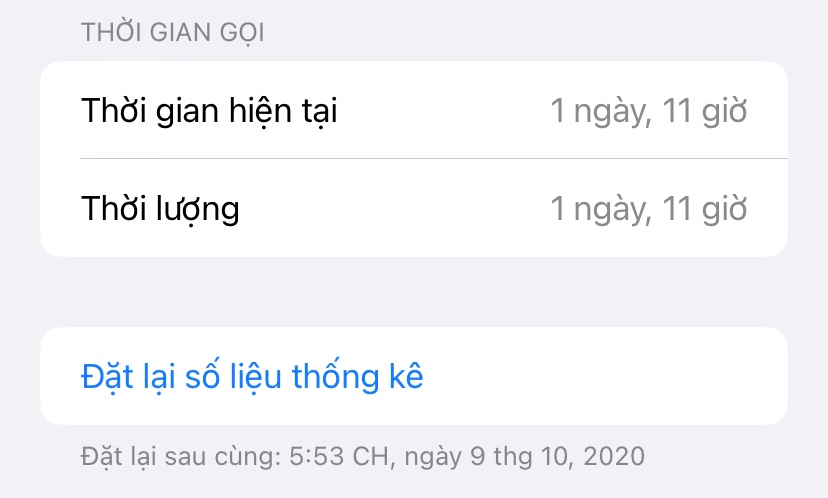 THỜI GIAN GỌI
Thời gian hiện tại 1 ngày, 11 giờ
Thời lượng 1 ngày, 11 giờ
Đặt lại số liệu thống kê
Đặt lại sau cùng: 5:53 CH, ngày 9 thg 10, 2020